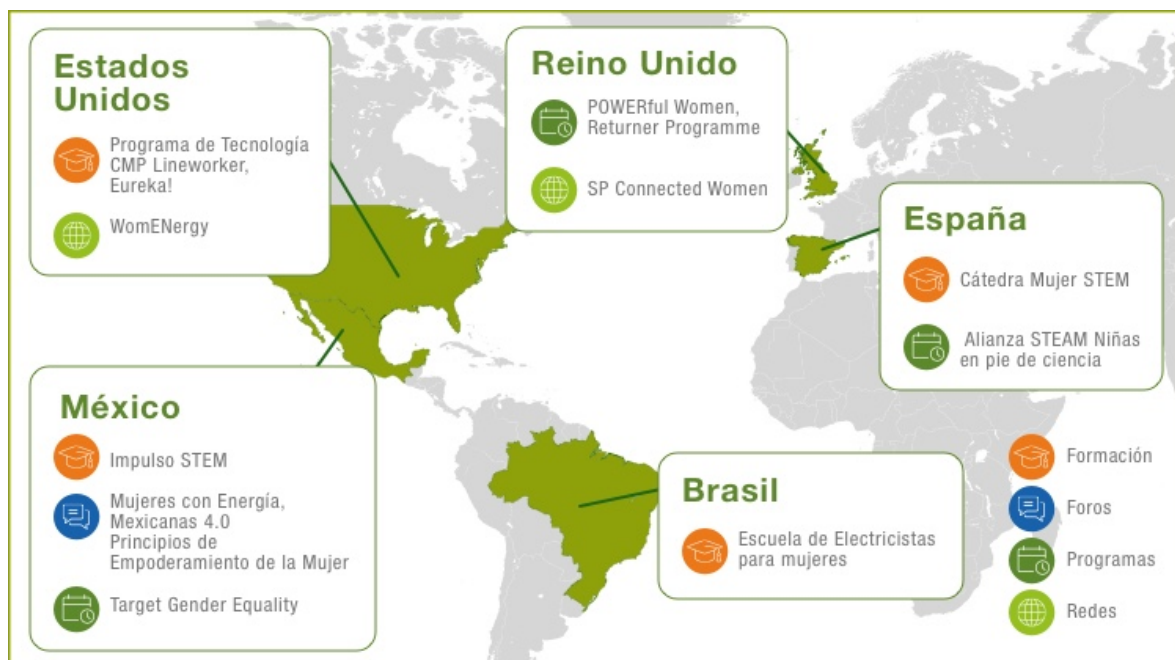 Estados
Unidos
Programa de Tecnología
CMP Lineworker,
Eureka!
WomENergy
Reino Unido
POWERful Women,
Returner Programme
SP Connected Women
España
Cátedra Mujer STEM
Alianza STEAM Niñas
en pie de ciencia
México
Impulso STEM
Mujeres con Energía,
Mexicanas 4.0
Principios de
Empoderamiento de la Mujer
Target Gender Equality
Brasil
Escuela de Electricistas
para mujeres
Formación
Foros
Programas
Redes